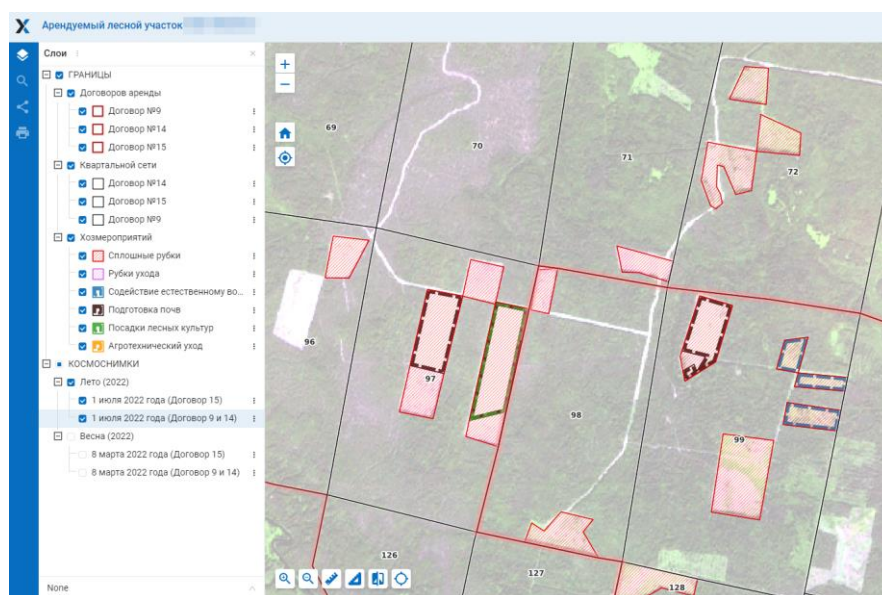 Арендуемый лесной участок
Слои
ГРАНИЦЫ
Договоров аренды
Договор №9
Договор №14
Договор №15
Квартальной сети
Договор №14
Договор №15
Договор №9
Хозмероприятий
Сплошные рубки
Рубки ухода
Содействие естественному во...
Подготовка почв
Посадки лесных культур
Агротехнический уход
КОСМОСНИМКИ
Лето (2022)
1 июля 2022 года (Договор 15)
1 июля 2022 года (Договор 9 и 14)
Весна (2022)
8 марта 2022 года (Договор 15)
8 марта 2022 года (Договор 9 и 14)
None
69
70
71
72
96
97
98
99
126
127
128